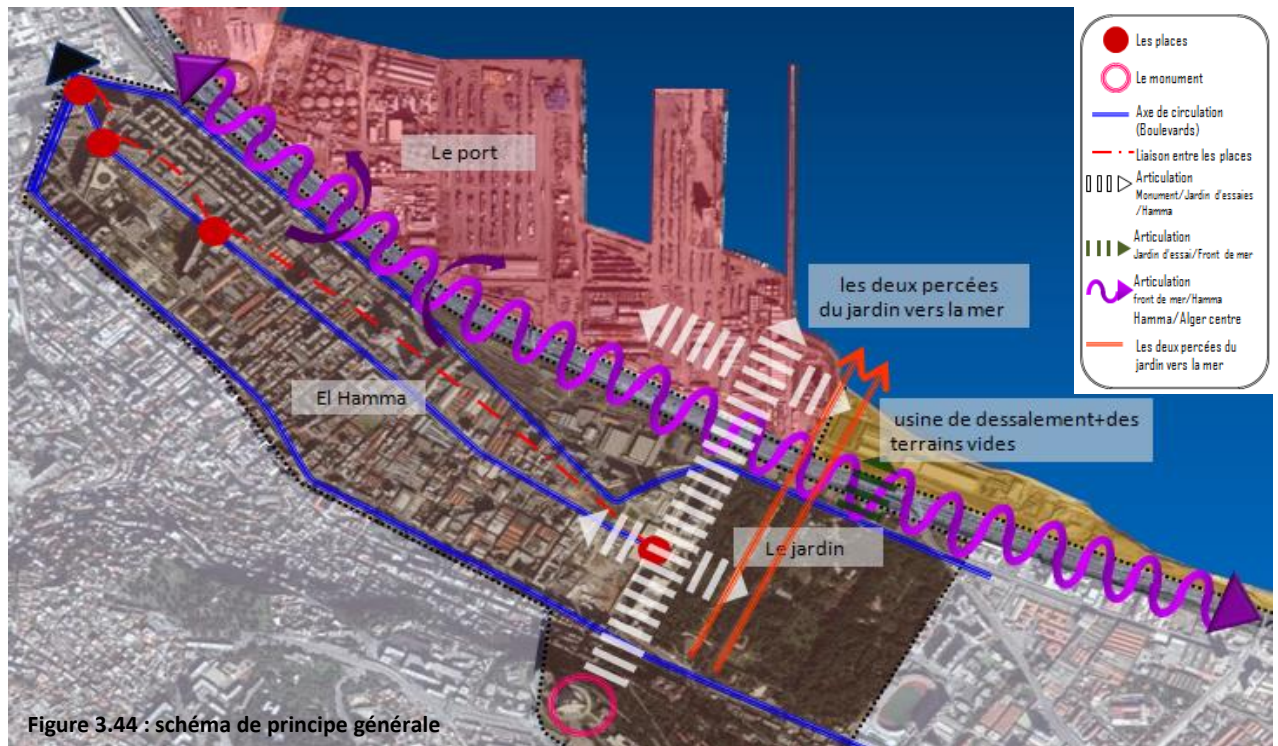 Le port
les deux percées
du jardin vers la mer
El Hamma
usine de dessalement+des
terrains vides
Le jardin
Figure 3.44 : schéma de principe générale
Les places
Le monument
Axe de circulation
(Boulevards)
Liaison entre les places
Articulation
Monument/Jardin d'essaies
/Hamma
Articulation
Jardin d'essai/Front de mer
Articulation
front de mer/Hamma
Hamma/Alger centre
Les deux percées du
jardin vers la mer